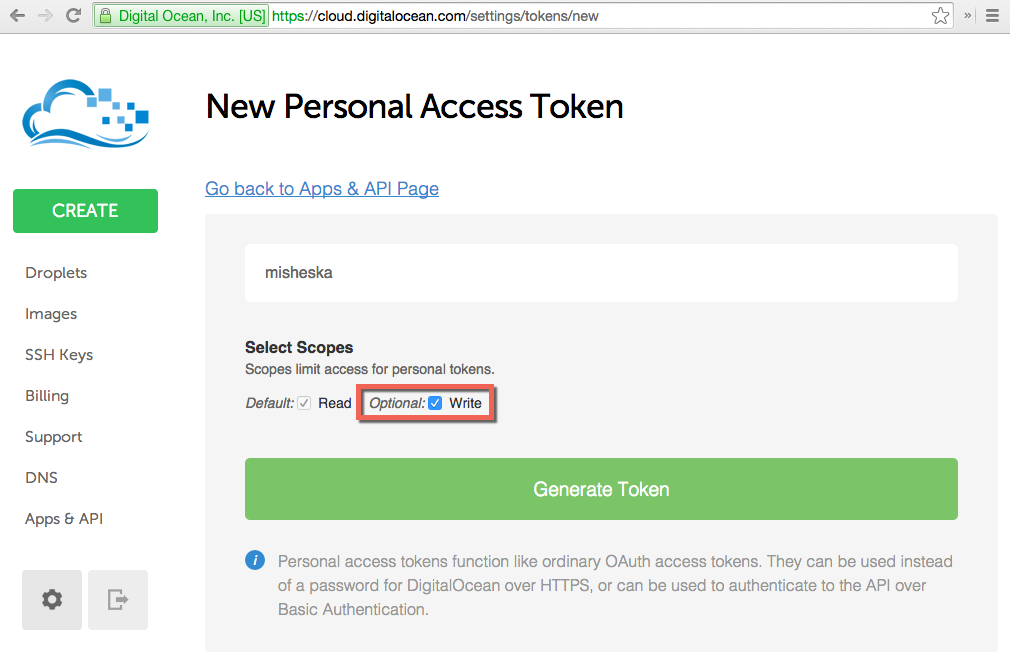 Digital Ocean, Inc. [US] https://cloud.digitalocean.com/settings/tokens/new »
New Personal Access Token
Go back to Apps & API Page
CREATE
Droplets
Images
SSH Keys
Billing
Support
DNS
Apps & API
misheska
Select Scopes
Scopes limit access for personal tokens.
Default: Read Optional: Write
Generate Token
i Personal access tokens function like ordinary OAuth access tokens. They can be used instead
of a password for DigitalOcean over HTTPS, or can be used to authenticate to the API over
Basic Authentication.